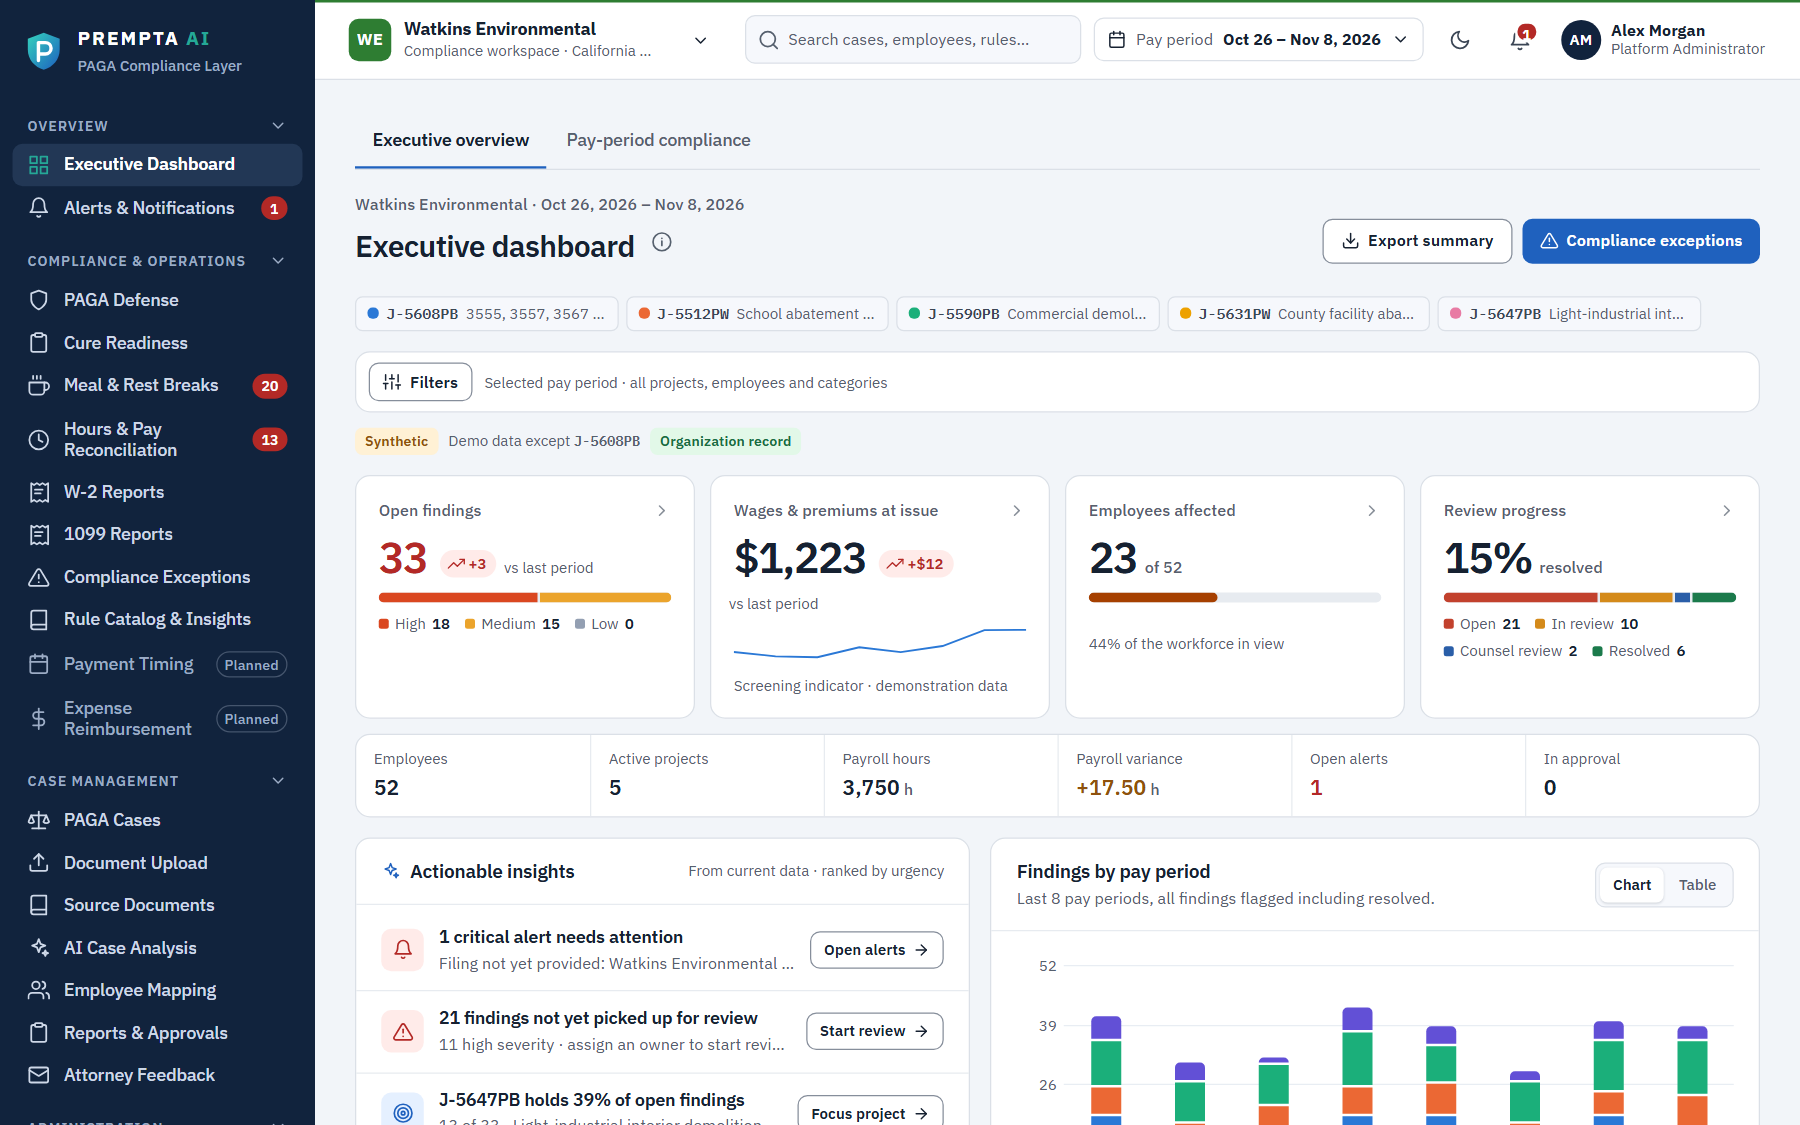 PREMPTA AI
PAGA Compliance Layer
OVERVIEW
Executive Dashboard
Alerts & Notifications 1
COMPLIANCE & OPERATIONS
PAGA Defense
Cure Readiness
Meal & Rest Breaks 20
Hours & Pay
Reconciliation 13
W-2 Reports
1099 Reports
Compliance Exceptions
Rule Catalog & Insights
Payment Timing Planned
Expense
Reimbursement Planned
CASE MANAGEMENT
PAGA Cases
Document Upload
Source Documents
AI Case Analysis
Employee Mapping
Reports & Approvals
Attorney Feedback
WE Watkins Environmental
Compliance workspace · California ...
Search cases, employees, rules...
Pay period Oct 26 – Nov 8, 2026
1
AM Alex Morgan
Platform Administrator
Executive overview Pay-period compliance
Watkins Environmental · Oct 26, 2026 – Nov 8, 2026
Executive dashboard
Export summary Compliance exceptions
J-5608PB 3555, 3557, 3567 ... J-5512PW School abatement ... J-5590PB Commercial demol... J-5631PW County facility aba... J-5647PB Light-industrial int...
Filters Selected pay period · all projects, employees and categories
Synthetic Demo data except J-5608PB Organization record
Open findings
33 +3 vs last period
High 18 Medium 15 Low 0
Wages & premiums at issue
$1,223 +$12
vs last period
Screening indicator · demonstration data
Employees affected
23 of 52
44% of the workforce in view
Review progress
15% resolved
Open 21 In review 10
Counsel review 2 Resolved 6
Employees Active projects Payroll hours Payroll variance Open alerts In approval
52 5 3,750 h +17.50 h 1 0
Actionable insights From current data · ranked by urgency
1 critical alert needs attention
Filing not yet provided: Watkins Environmental ...
Open alerts
21 findings not yet picked up for review
11 high severity · assign an owner to start revi...
Start review
J-5647PB holds 39% of open findings
13 of 33 · Light-industrial interior demolition
Focus project
Findings by pay period
Last 8 pay periods, all findings flagged including resolved.
Chart Table
52
39
26